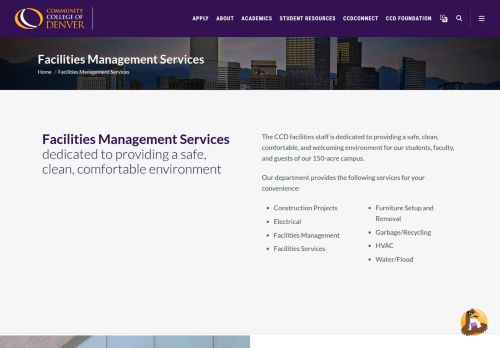 COMMUNITY
COLLEGE OF
DENVER
APPLY ABOUT ACADEMICS STUDENT RESOURCES CCDCONNECT CCD FOUNDATION
Facilities Management Services
Home / Facilities Management Services
Facilities Management Services
dedicated to providing a safe,
clean, comfortable environment
The CCD facilities staff is dedicated to providing a safe, clean,
comfortable, and welcoming environment for our students, faculty,
and guests of our 150-acre campus.
Our department provides the following services for your
convenience:
Construction Projects
Electrical
Facilities Management
Facilities Services
Furniture Setup and
Removal
Garbage/Recycling
HVAC
Water/Flood